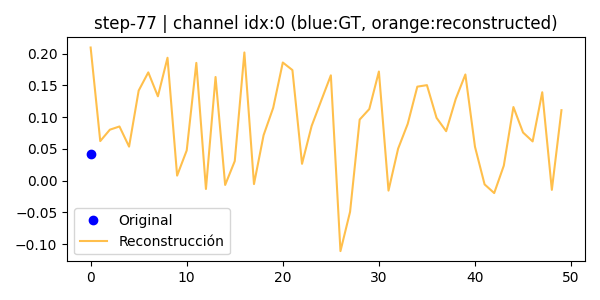 step-77 | channel idx:0 (blue:GT, orange:reconstructed)
0.20
0.15
0.10
0.05
0.00
−0.05
−0.10
Original
Reconstrucción
0 10 20 30 40 50